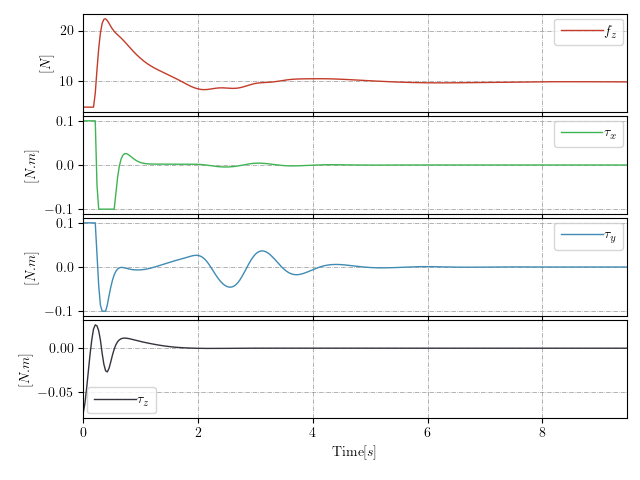 20
10
[N]
f_z
0.1
0.0
−0.1
[N.m]
τ_x
0.1
0.0
−0.1
[N.m]
τ_y
0.00
−0.05
[N.m]
τ_z
0 2 4 6 8
Time[s]